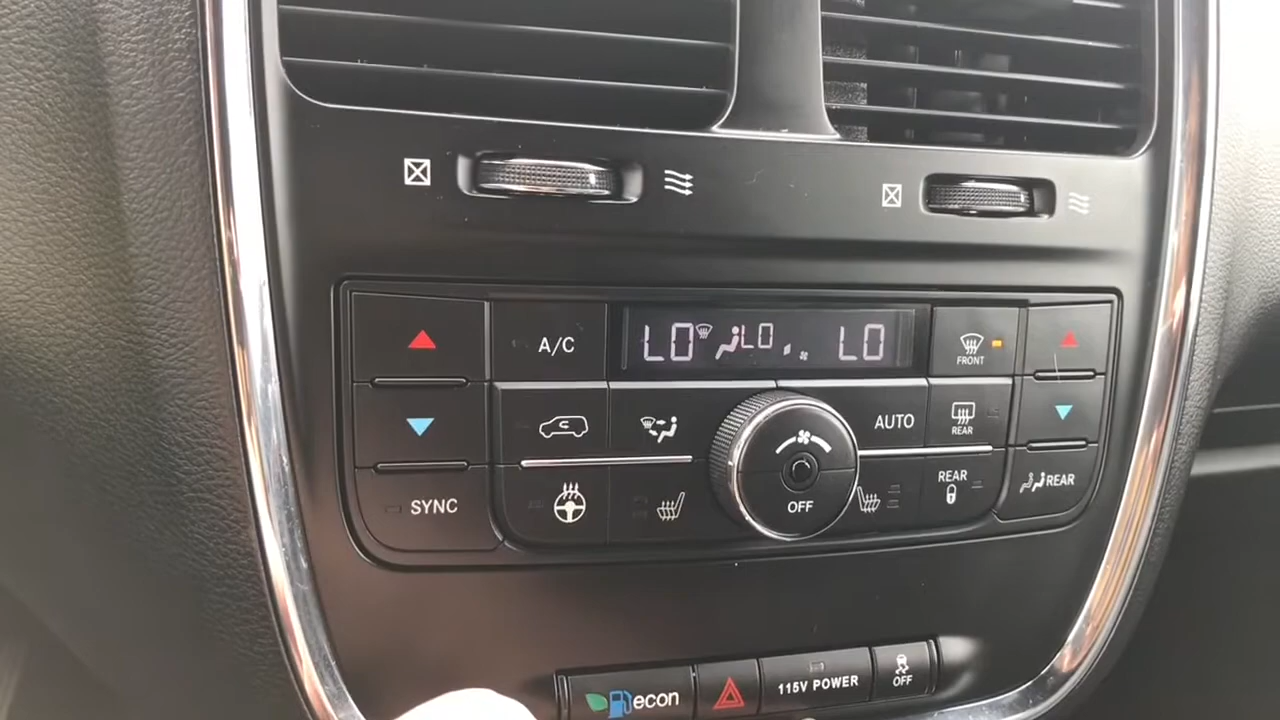 A/C
LO
LO
LO
FRONT
AUTO
REAR
SYNC
OFF
REAR
REAR
econ
115V POWER
OFF